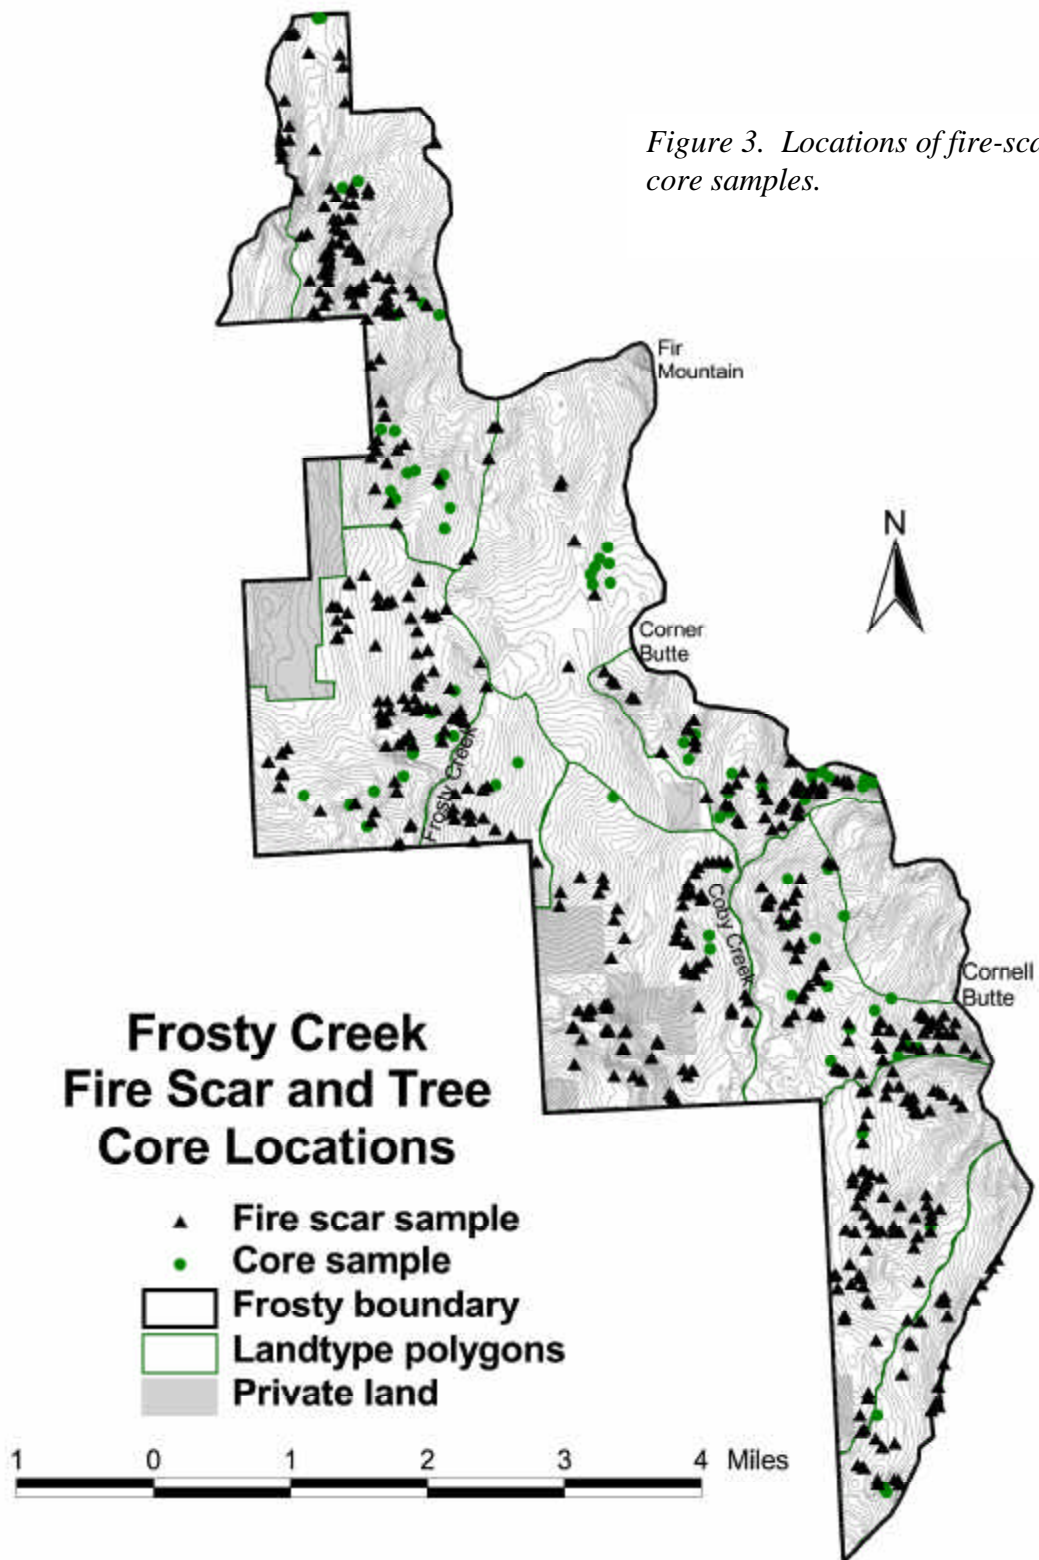 Figure 3. Locations of fire-sca
core samples.
Fir
Mountain
N
Corner
Butte
Frosty Creek
Coby Creek
Cornell
Butte
Frosty Creek
Fire Scar and Tree
Core Locations
Fire scar sample
Core sample
Frosty boundary
Landtype polygons
Private land
1 0 1 2 3 4 Miles